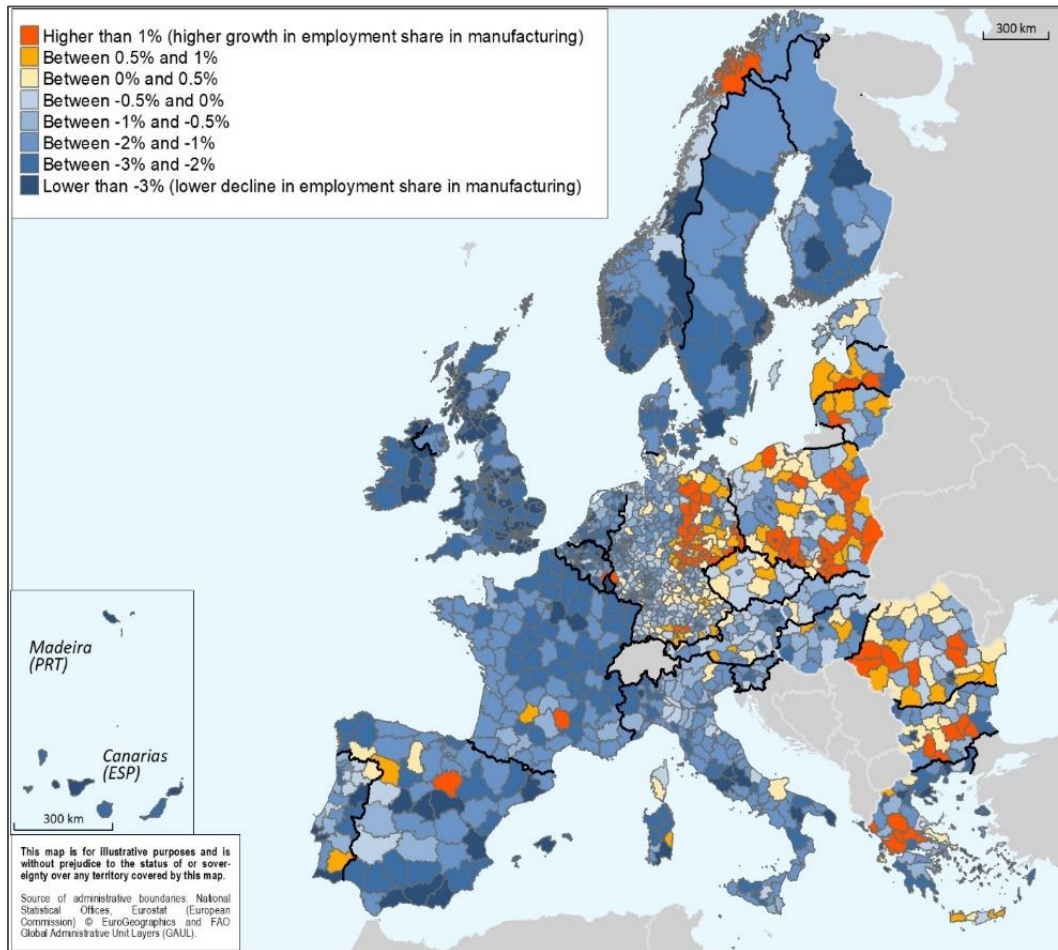 Higher than 1% (higher growth in employment share in manufacturing)
Between 0.5% and 1%
Between 0% and 0.5%
Between -0.5% and 0%
Between -1% and -0.5%
Between -2% and -1%
Between -3% and -2%
Lower than -3% (lower decline in employment share in manufacturing)
300 km
Madeira
(PRT)
Canarias
(ESP)
300 km
This map is for illustrative purposes and is
without prejudice to the status of or sover-
eignty over any territory covered by this map.
Source of administrative boundaries: National
Statistical Offices, Eurostat (European
Commission) © EuroGeographics and FAO
Global Administrative Unit Layers (GAUL).